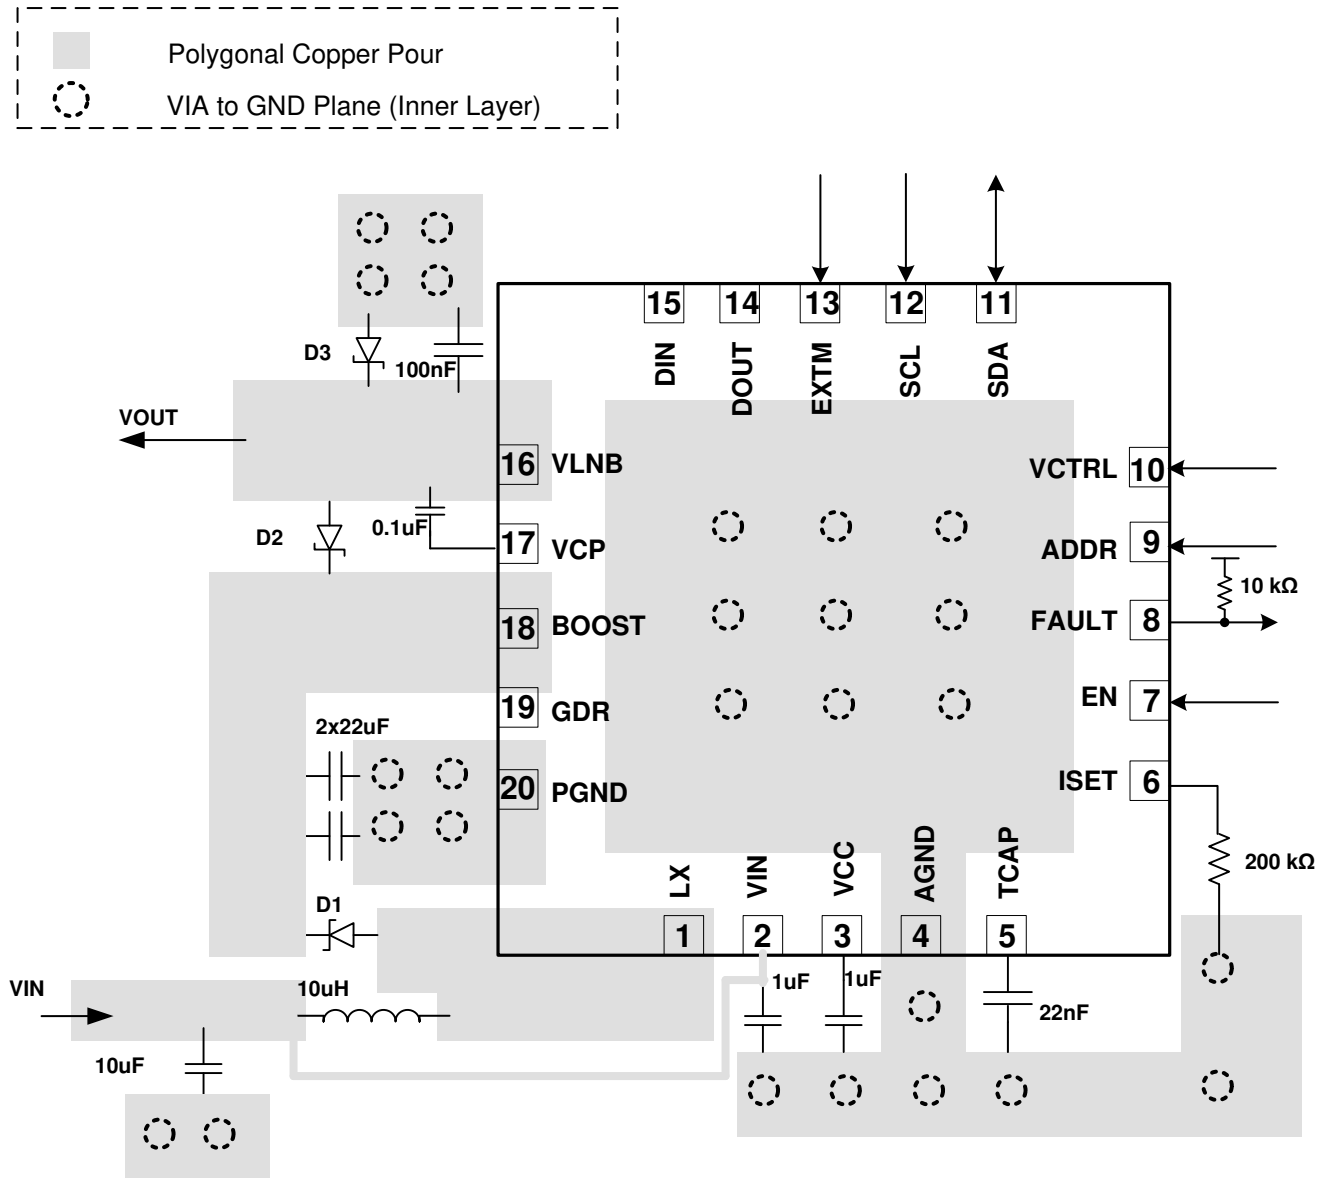 Polygonal Copper Pour
VIA to GND Plane (Inner Layer)
15
14
13
12
11
DIN
DOUT
EXTM
SCL
SDA
D3
100nF
VOUT
16 VLNB
VCTRL 10
D2
0.1uF
17 VCP
ADDR 9
10 kΩ
18 BOOST
FAULT 8
19 GDR
EN 7
2x22uF
20 PGND
ISET 6
200 kΩ
LX
VIN
VCC
AGND
TCAP
D1
1
2
3
4
5
VIN
10uH
1uF
1uF
22nF
10uF